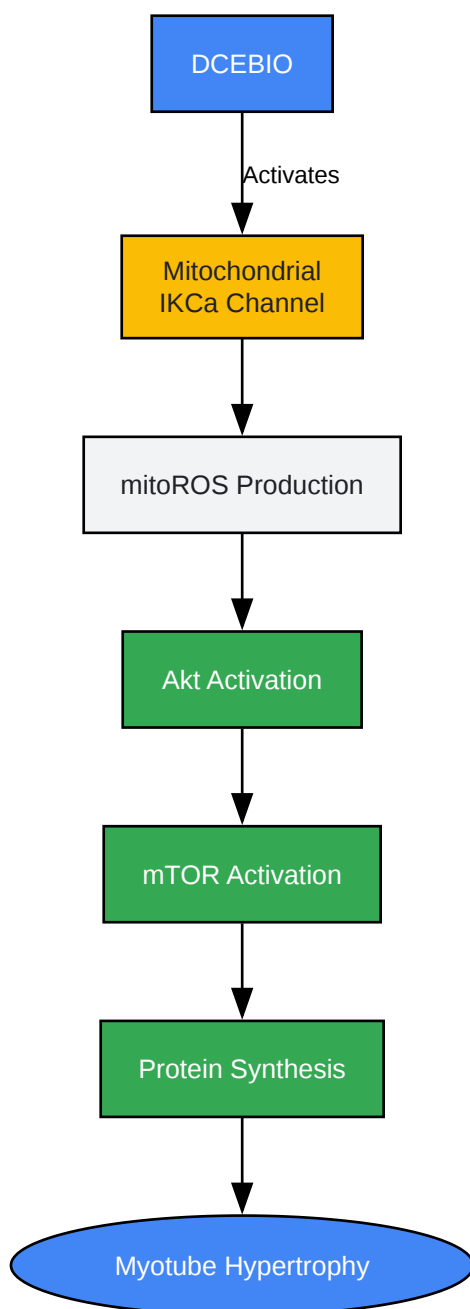 DCEBIO
Activates
Mitochondrial
IKCa Channel
mitoROS Production
Akt Activation
mTOR Activation
Protein Synthesis
Myotube Hypertrophy